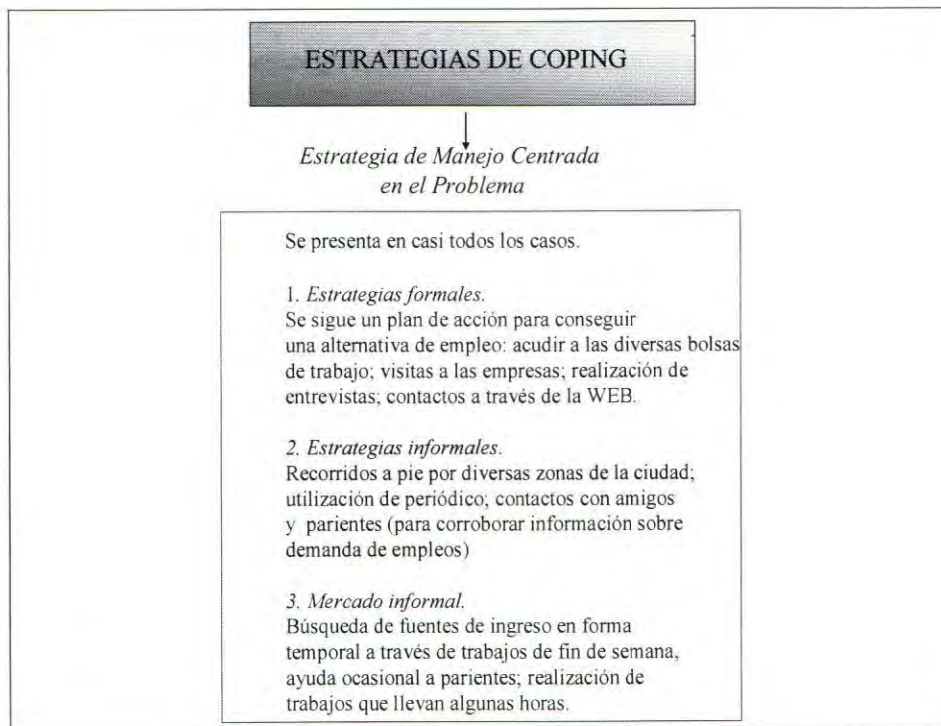 ESTRATEGIAS DE COPING
Estrategia de Manejo Centrada
en el Problema
Se presenta en casi todos los casos.
1. Estrategias formales.
Se sigue un plan de acción para conseguir
una alternativa de empleo: acudir a las diversas bolsas
de trabajo; visitas a las empresas; realización de
entrevistas; contactos a través de la WEB.
2. Estrategias informales.
Recorridos a pie por diversas zonas de la ciudad;
utilización de periódico; contactos con amigos
y parientes (para corroborar información sobre
demanda de empleos)
3. Mercado informal.
Búsqueda de fuentes de ingreso en forma
temporal a través de trabajos de fin de semana,
ayuda ocasional a parientes; realización de
trabajos que llevan algunas horas.